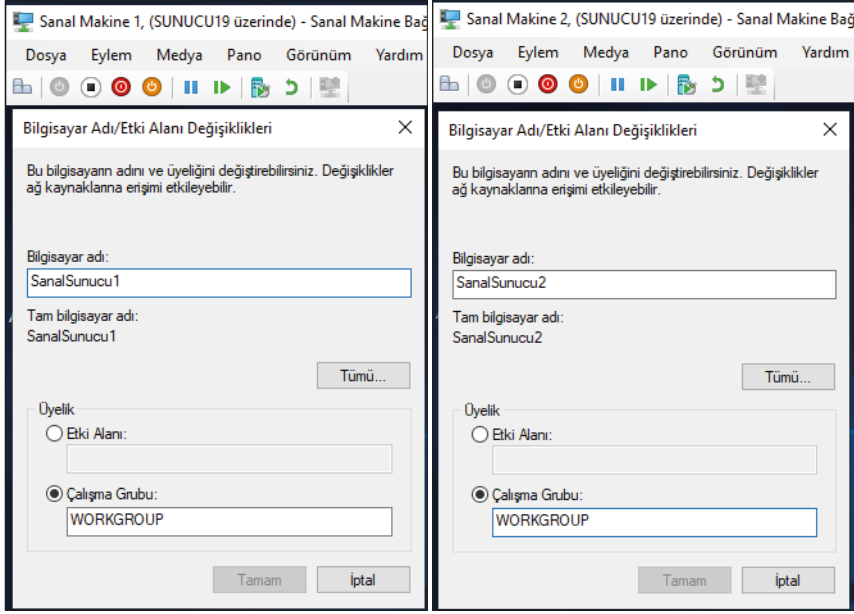 Sanal Makine 1, (SUNUCU19 üzerinde) - Sanal Makine Bağ
Dosya Eylem Medya Pano Görünüm Yardım
Bilgisayar Adı/Etki Alanı Değişiklikleri
Bu bilgisayarın adını ve üyeliğini değiştirebilirsiniz. Değişiklikler
ağ kaynaklarına erişimi etkileyebilir.
Bilgisayar adı:
SanalSunucu1
Tam bilgisayar adı:
SanalSunucu1
Tümü...
Üyelik
Etki Alanı:
Çalışma Grubu:
WORKGROUP
Tamam İptal
Sanal Makine 2, (SUNUCU19 üzerinde) - Sanal Makine Bağ
Dosya Eylem Medya Pano Görünüm Yardım
Bilgisayar Adı/Etki Alanı Değişiklikleri
Bu bilgisayarın adını ve üyeliğini değiştirebilirsiniz. Değişiklikler
ağ kaynaklarına erişimi etkileyebilir.
Bilgisayar adı:
SanalSunucu2
Tam bilgisayar adı:
SanalSunucu2
Tümü...
Üyelik
Etki Alanı:
Çalışma Grubu:
WORKGROUP
Tamam İptal